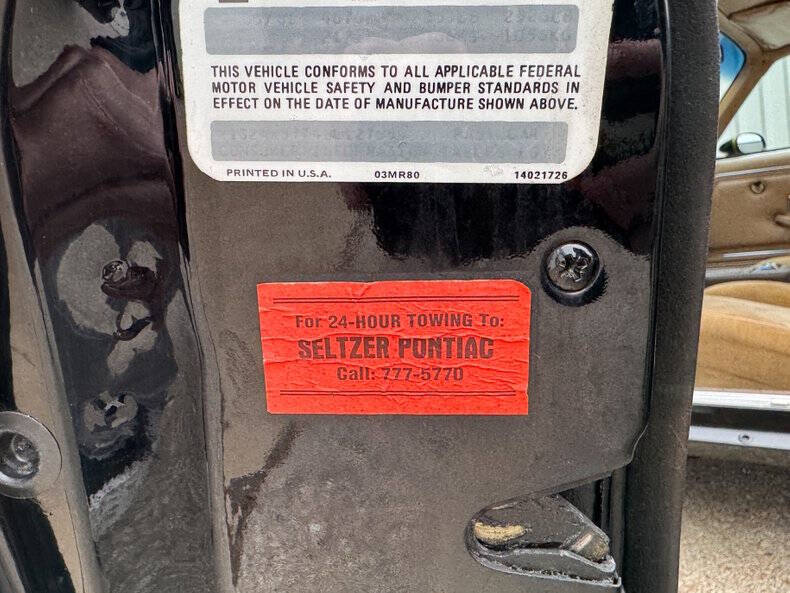 THIS VEHICLE CONFORMS TO ALL APPLICABLE FEDERAL
MOTOR VEHICLE SAFETY AND BUMPER STANDARDS IN
EFFECT ON THE DATE OF MANUFACTURE SHOWN ABOVE.
PRINTED IN U.S.A. 03MR80 14021726
For 24-HOUR TOWING To:
SELTZER PONTIAC
Call: 777-5770